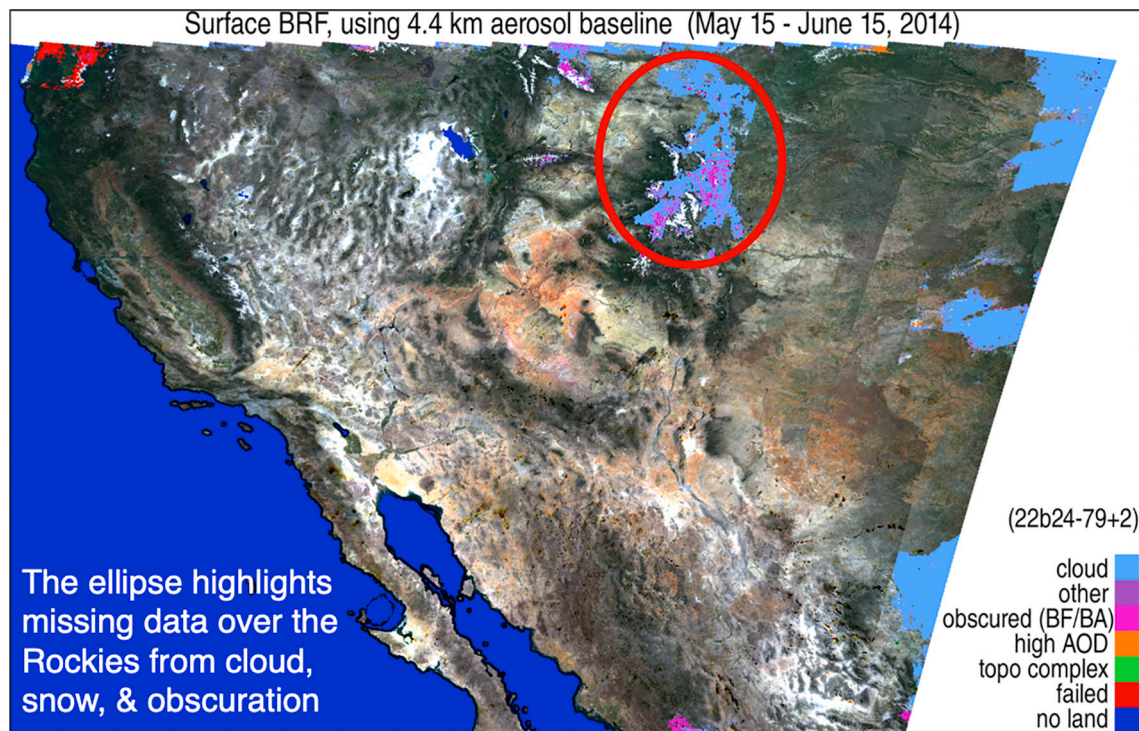 Surface BRF, using 4.4 km aerosol baseline (May 15 - June 15, 2014)
(22b24-79+2)
cloud
other
obscured (BF/BA)
high AOD
topo complex
failed
no land
The ellipse highlights
missing data over the
Rockies from cloud,
snow, & obscuration